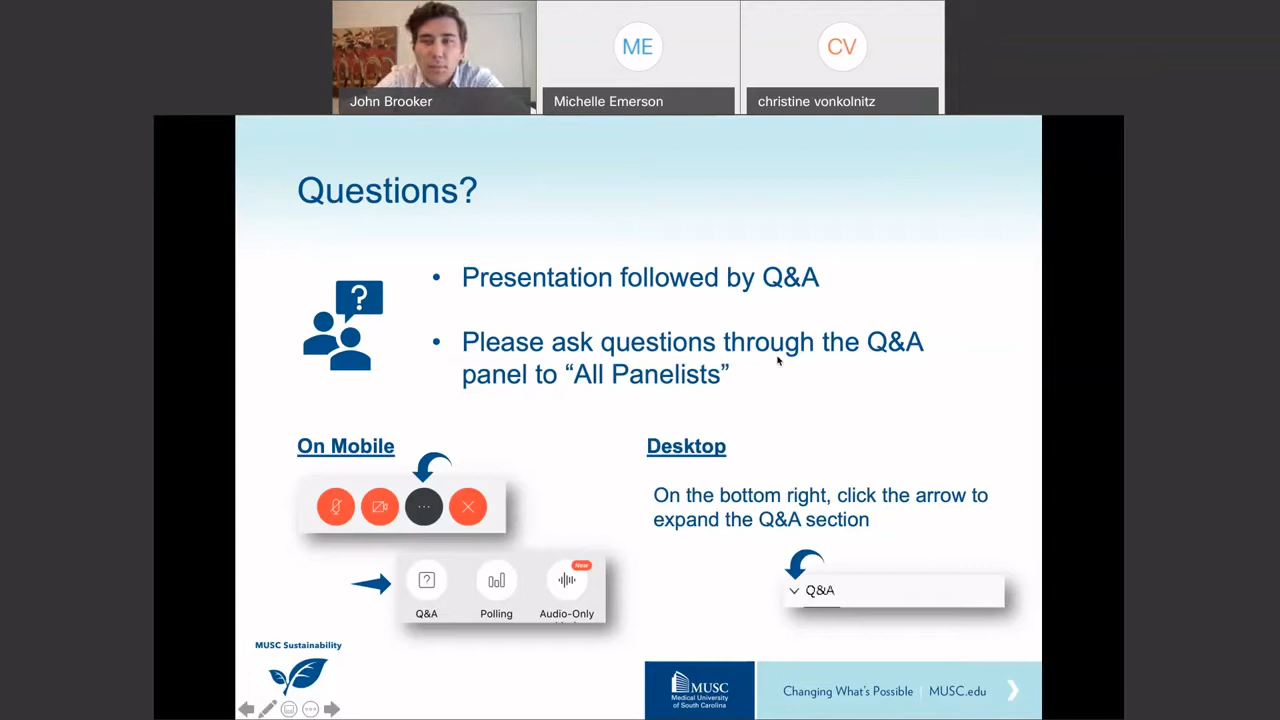 ME
CV
John Brooker
Michelle Emerson
christine vonkolnitz
Questions?
?
• Presentation followed by Q&A
• Please ask questions through the Q&A
panel to “All Panelists”
On Mobile
Desktop
On the bottom right, click the arrow to
expand the Q&A section
New
?
Q&A
Polling
Audio-Only
Q&A
MUSC Sustainability
MUSC
Medical University
of South Carolina
Changing What's Possible | MUSC.edu